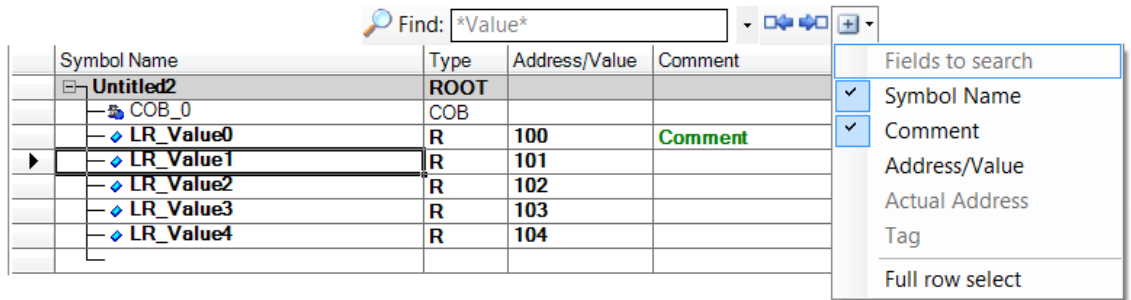 Find: *Value*
Symbol Name Type Address/Value Comment
Untitled2 ROOT
COB_0 COB
LR_Value0 R 100 Comment
LR_Value1 R 101
LR_Value2 R 102
LR_Value3 R 103
LR_Value4 R 104
Fields to search
Symbol Name
Comment
Address/Value
Actual Address
Tag
Full row select